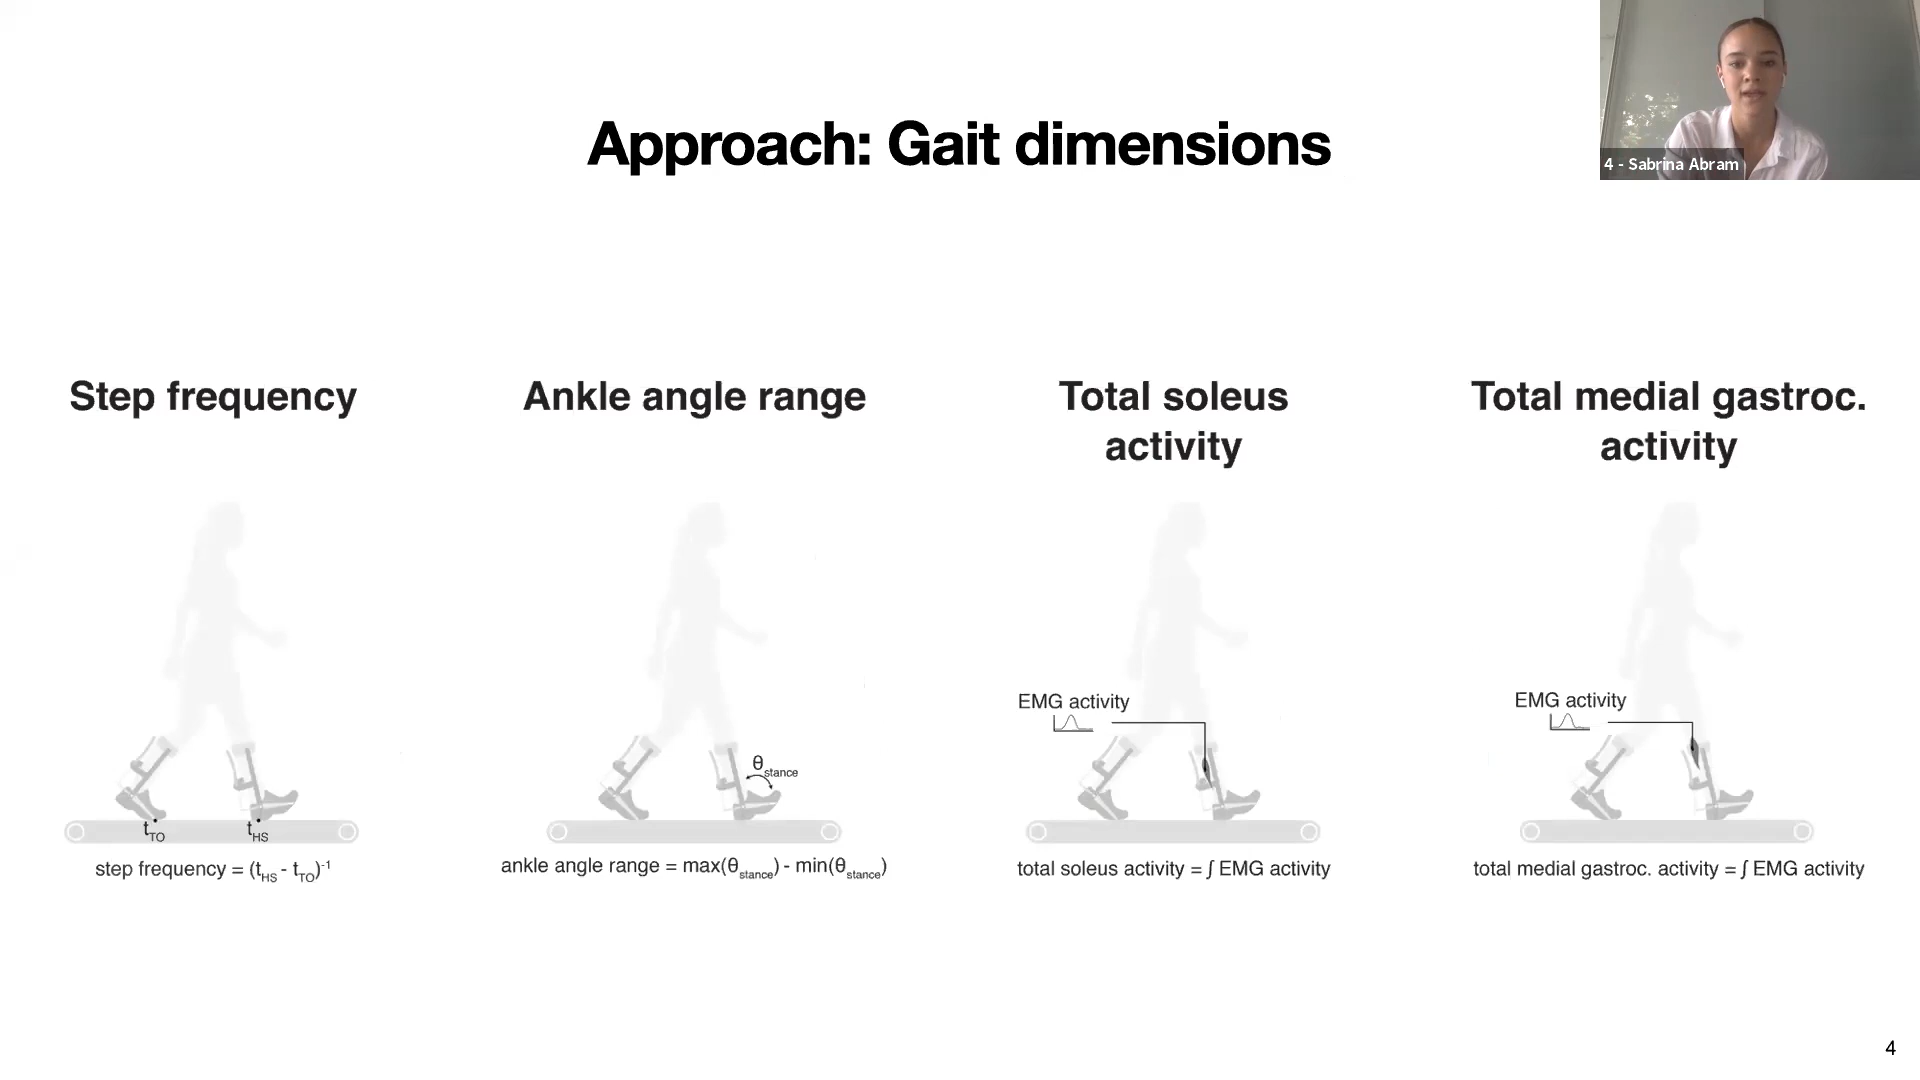 Approach: Gait dimensions
4 - Sabrina Abram
Step frequency
Ankle angle range
Total soleus
activity
Total medial gastroc.
activity
EMG activity
EMG activity
θstance
tTO
tHS
step frequency = (tHS - tTO)-1
ankle angle range = max(θstance) - min(θstance)
total soleus activity = ∫ EMG activity
total medial gastroc. activity = ∫ EMG activity
4